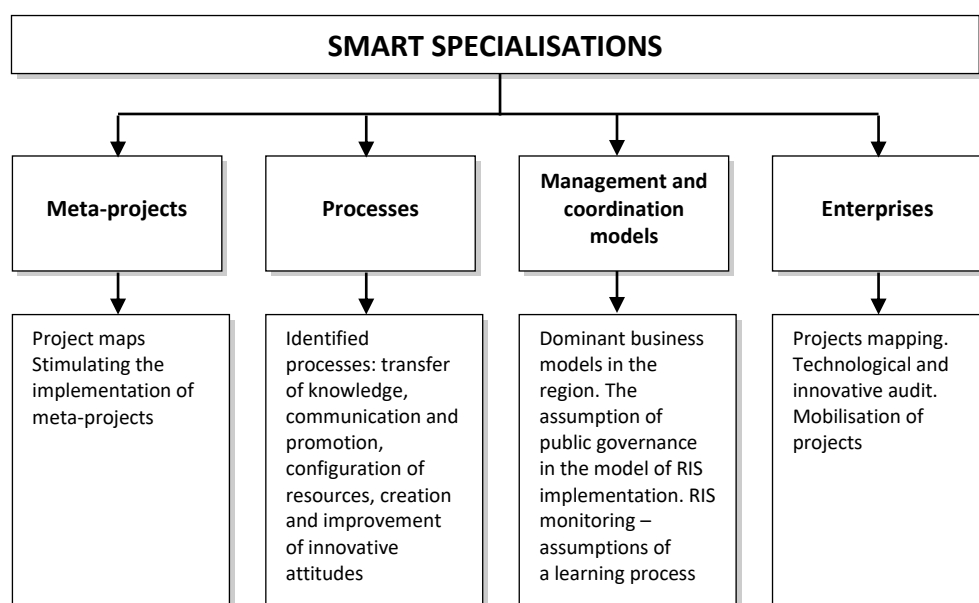 SMART SPECIALISATIONS
Meta-projects
Processes
Management and
coordination
models
Enterprises
Project maps
Stimulating the
implementation of
meta-projects
Identified
processes: transfer
of knowledge,
communication and
promotion,
configuration of
resources, creation
and improvement
of innovative
attitudes
Dominant business
models in the
region. The
assumption of
public governance
in the model of RIS
implementation. RIS
monitoring –
assumptions of
a learning process
Projects mapping.
Technological and
innovative audit.
Mobilisation of
projects